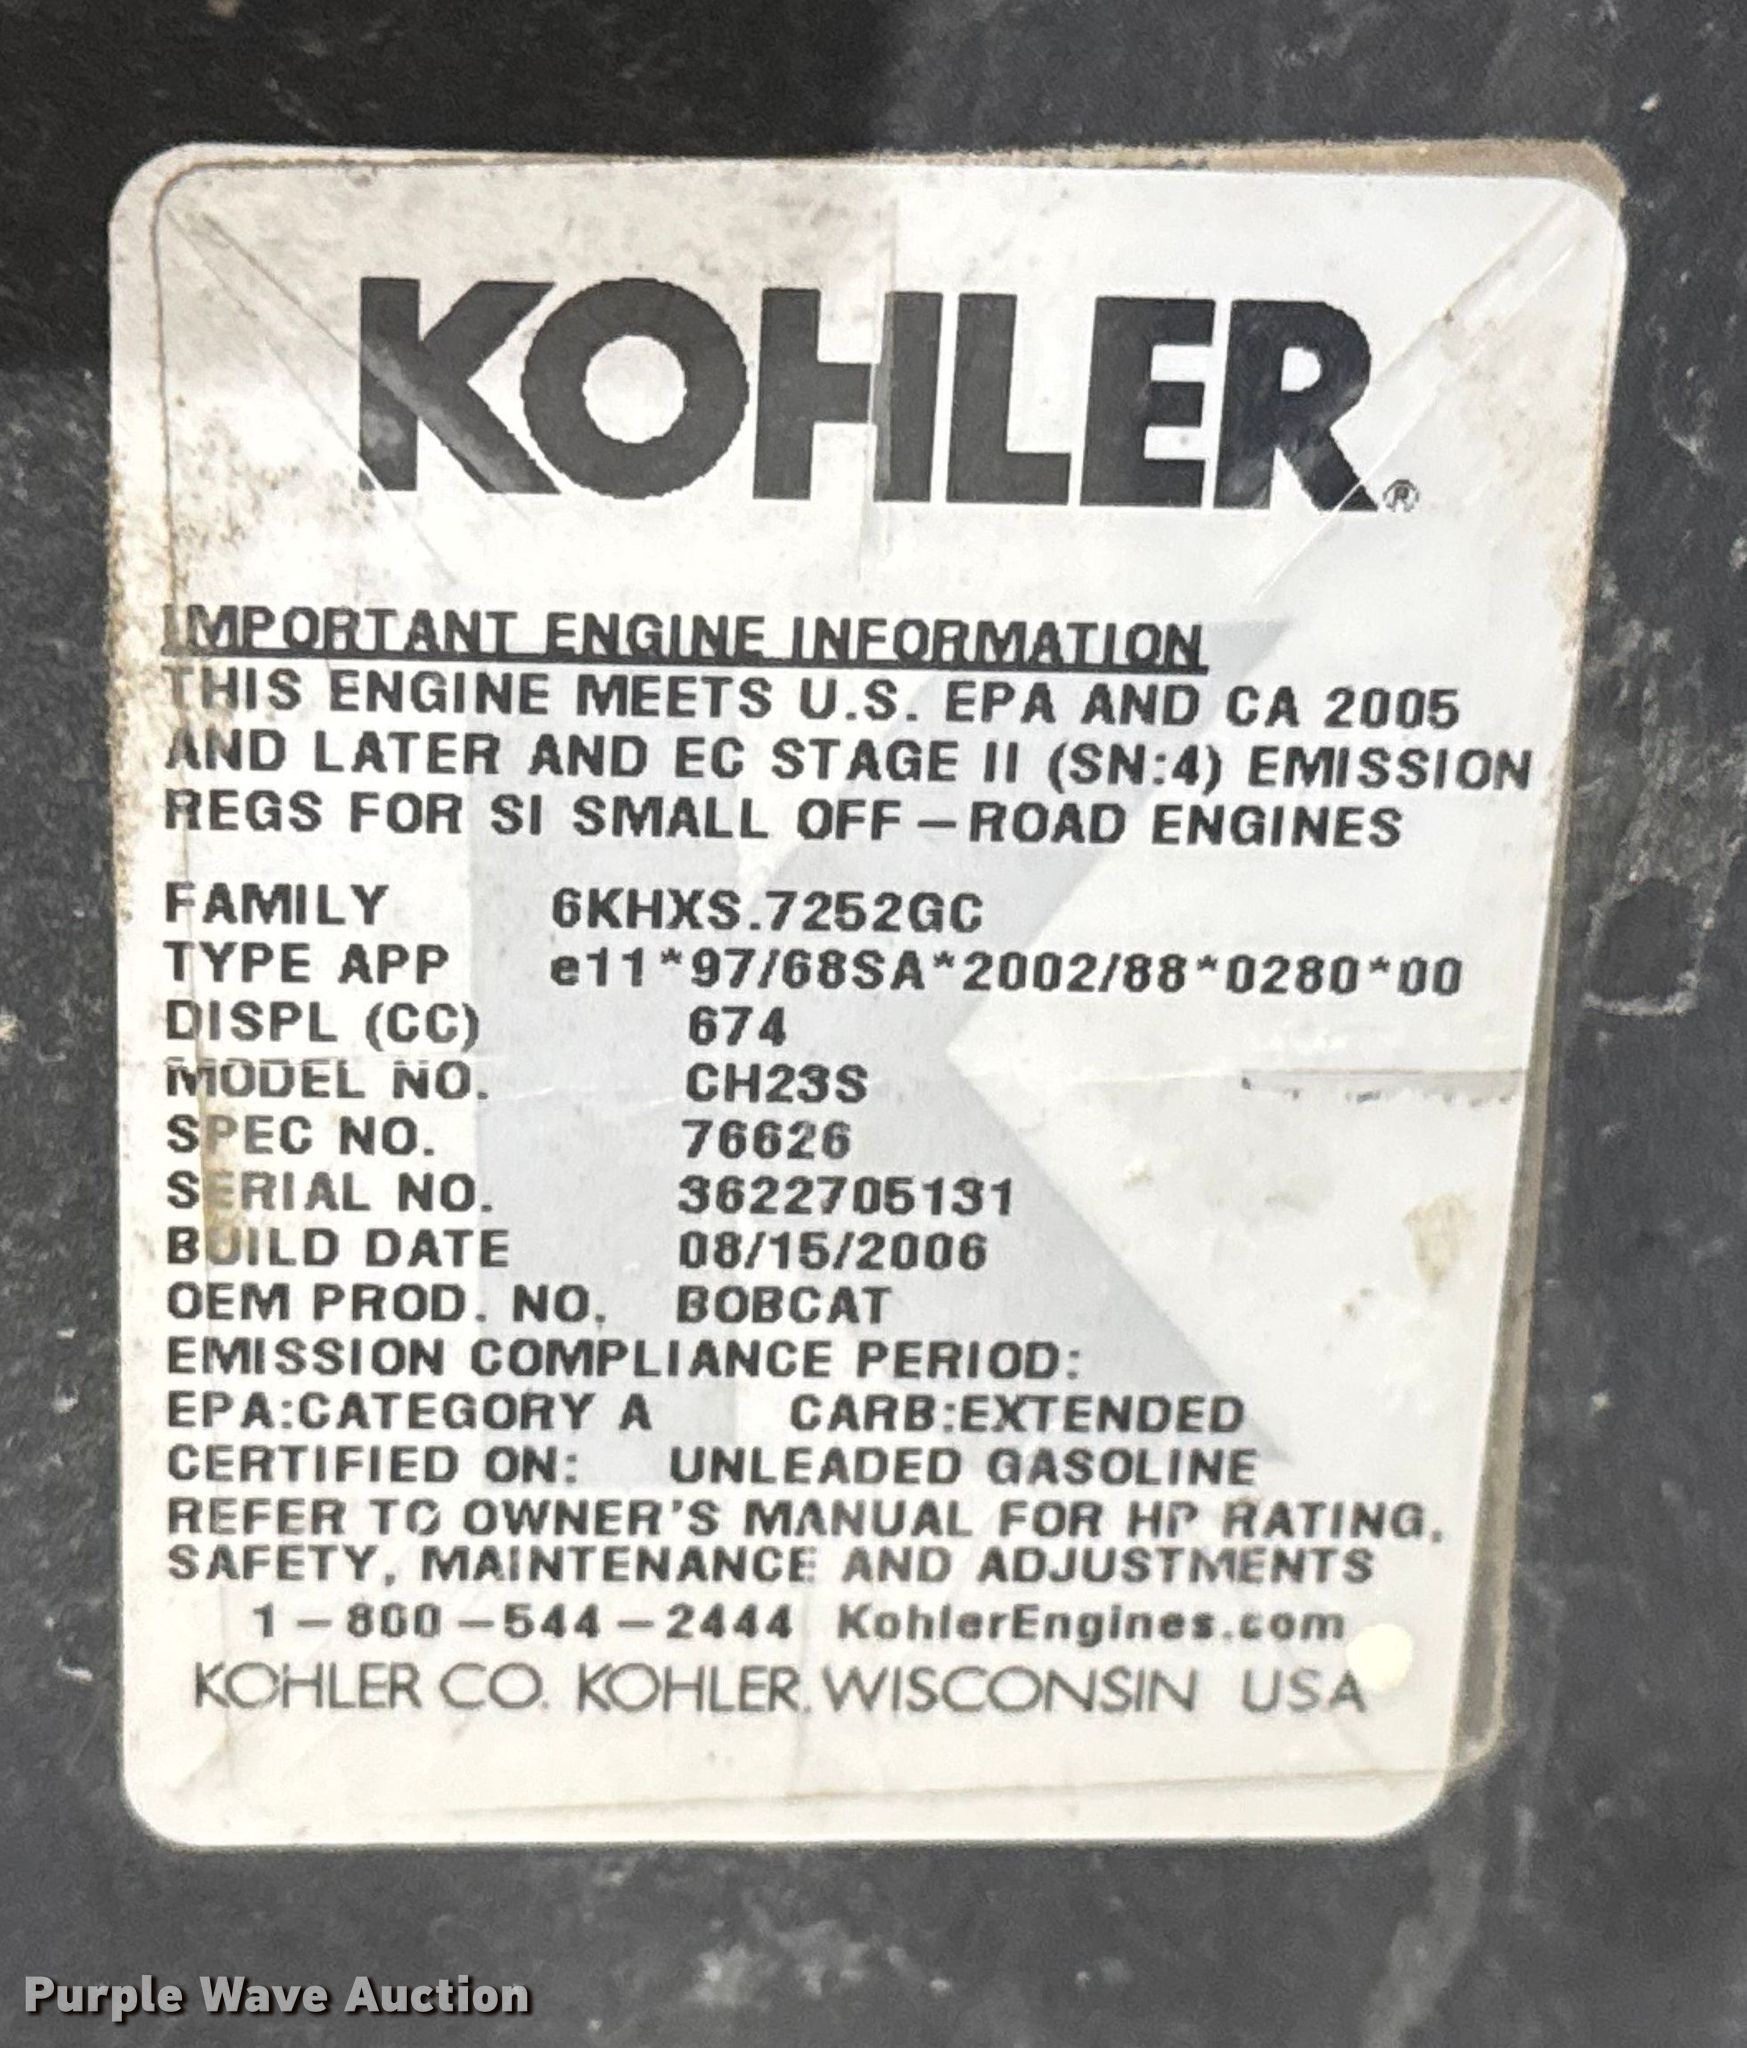 KOHLER®
IMPORTANT ENGINE INFORMATION
THIS ENGINE MEETS U.S. EPA AND CA 2005
AND LATER AND EC STAGE II (SN:4) EMISSION
REGS FOR SI SMALL OFF-ROAD ENGINES
FAMILY 6KHXS.7252GC
TYPE APP e11*97/68SA*2002/88*0280*00
DISPL (CC) 674
MODEL NO. CH23S
SPEC NO. 76626
SERIAL NO. 3622705131
BUILD DATE 08/15/2006
OEM PROD. NO. BOBCAT
EMISSION COMPLIANCE PERIOD:
EPA:CATEGORY A CARB:EXTENDED
CERTIFIED ON: UNLEADED GASOLINE
REFER TO OWNER'S MANUAL FOR HP RATING,
SAFETY, MAINTENANCE AND ADJUSTMENTS
1-800-544-2444 KohlerEngines.com
KOHLER CO. KOHLER, WISCONSIN USA
Purple Wave Auction